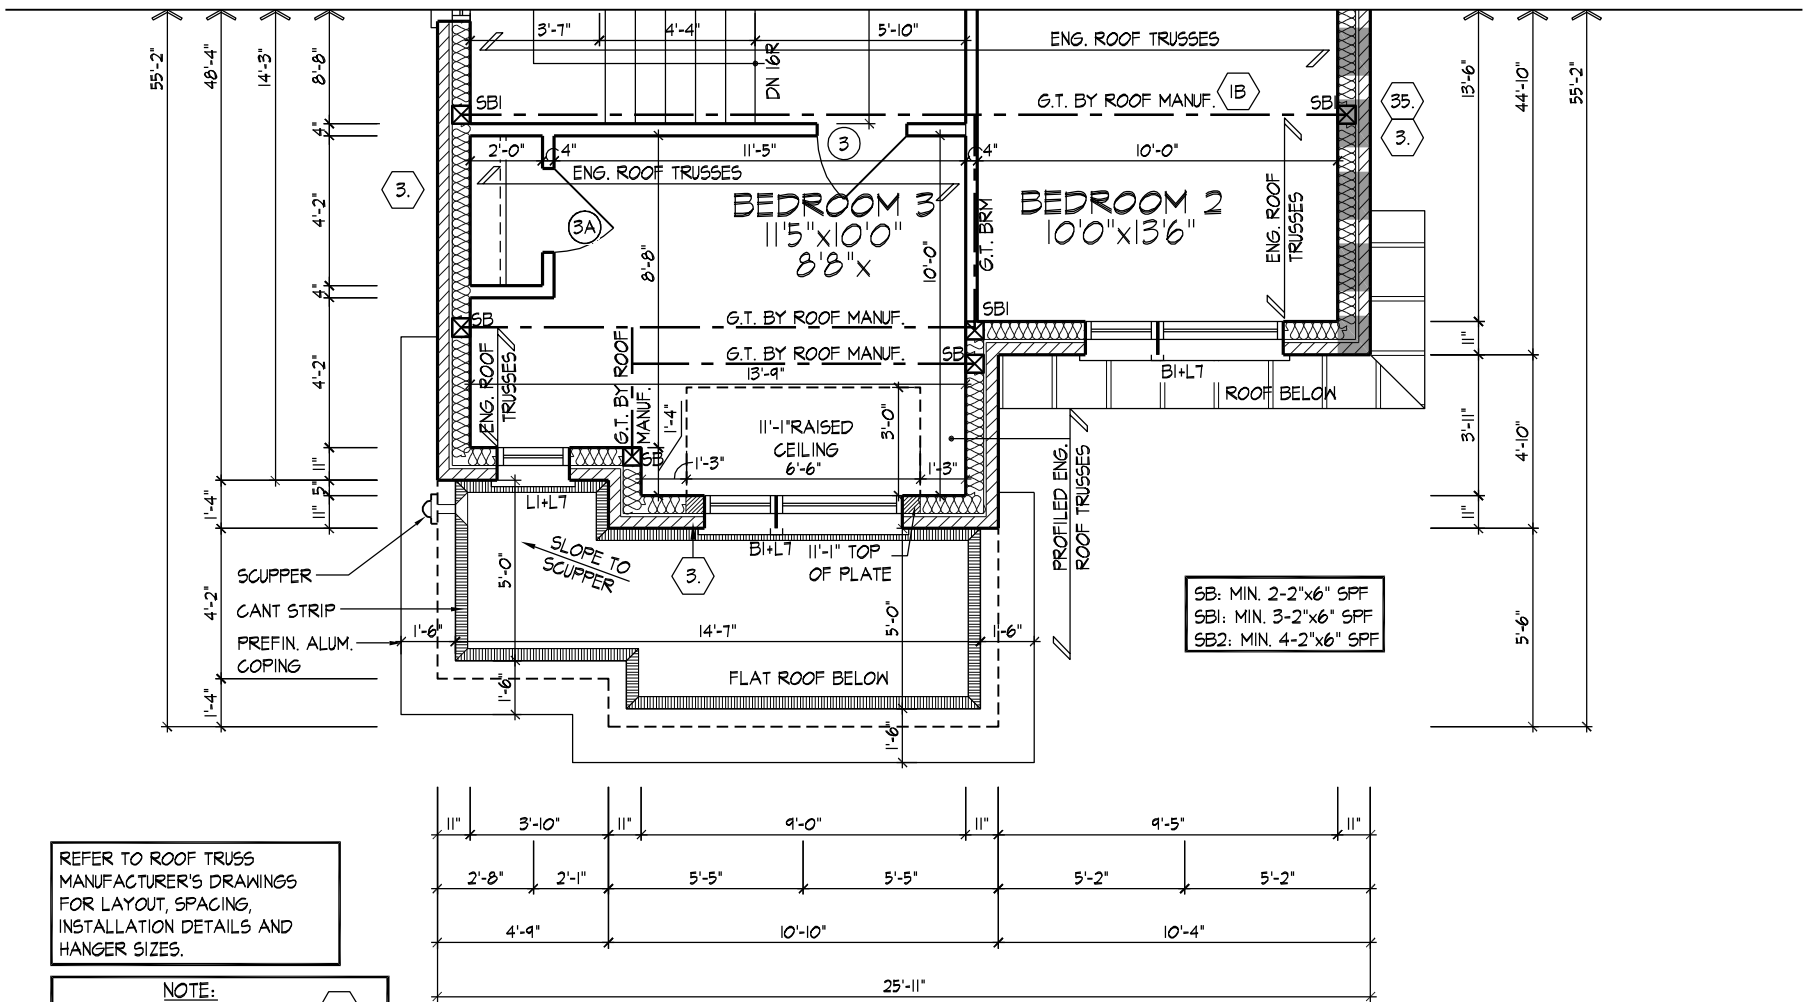 3'-7"
4'-4"
5'-10"
ENG. ROOF TRUSSES
DN 16R
55'-2"
48'-4"
14'-3"
8'-8"
13'-6"
44'-10"
55'-2"
SB1
G.T. BY ROOF MANUF.
1B
SB1
35.
3.
4"
2'-0"
4"
11'-5"
3
4"
10'-0"
ENG. ROOF TRUSSES
3.
BEDROOM 3
11'5"x10'0"
8'8"x
BEDROOM 2
10'0"x13'6"
3A
4'-2"
8'-8"
10'-0"
G.T. BRM
ENG. ROOF
TRUSSES
4"
SB
G.T. BY ROOF MANUF.
SB1
11"
G.T. BY ROOF MANUF.
SB
13'-9"
B1+L7
ROOF BELOW
4'-2"
ENG. ROOF
TRUSSES
G.T. BY ROOF
MANUF.
1'-4"
11'-1"RAISED
CEILING
6'-6"
3'-0"
3'-11"
4'-10"
SB
1'-3"
1'-3"
11"
5"
11"
1'-4"
11"
L1+L7
B1+L7
11'-1" TOP
OF PLATE
PROFILED ENG.
ROOF TRUSSES
SLOPE TO
SCUPPER
3.
SCUPPER
CANT STRIP
PREFIN. ALUM.
COPING
4'-2"
5'-0"
5'-0"
5'-6"
SB: MIN. 2-2"x6" SPF
SB1: MIN. 3-2"x6" SPF
SB2: MIN. 4-2"x6" SPF
1'-6"
14'-7"
1'-6"
FLAT ROOF BELOW
1'-4"
1'-6"
1'-6"
11"
3'-10"
11"
9'-0"
11"
9'-5"
11"
2'-8"
2'-1"
5'-5"
5'-5"
5'-2"
5'-2"
4'-9"
10'-10"
10'-4"
25'-11"
REFER TO ROOF TRUSS
MANUFACTURER'S DRAWINGS
FOR LAYOUT, SPACING,
INSTALLATION DETAILS AND
HANGER SIZES.
NOTE: